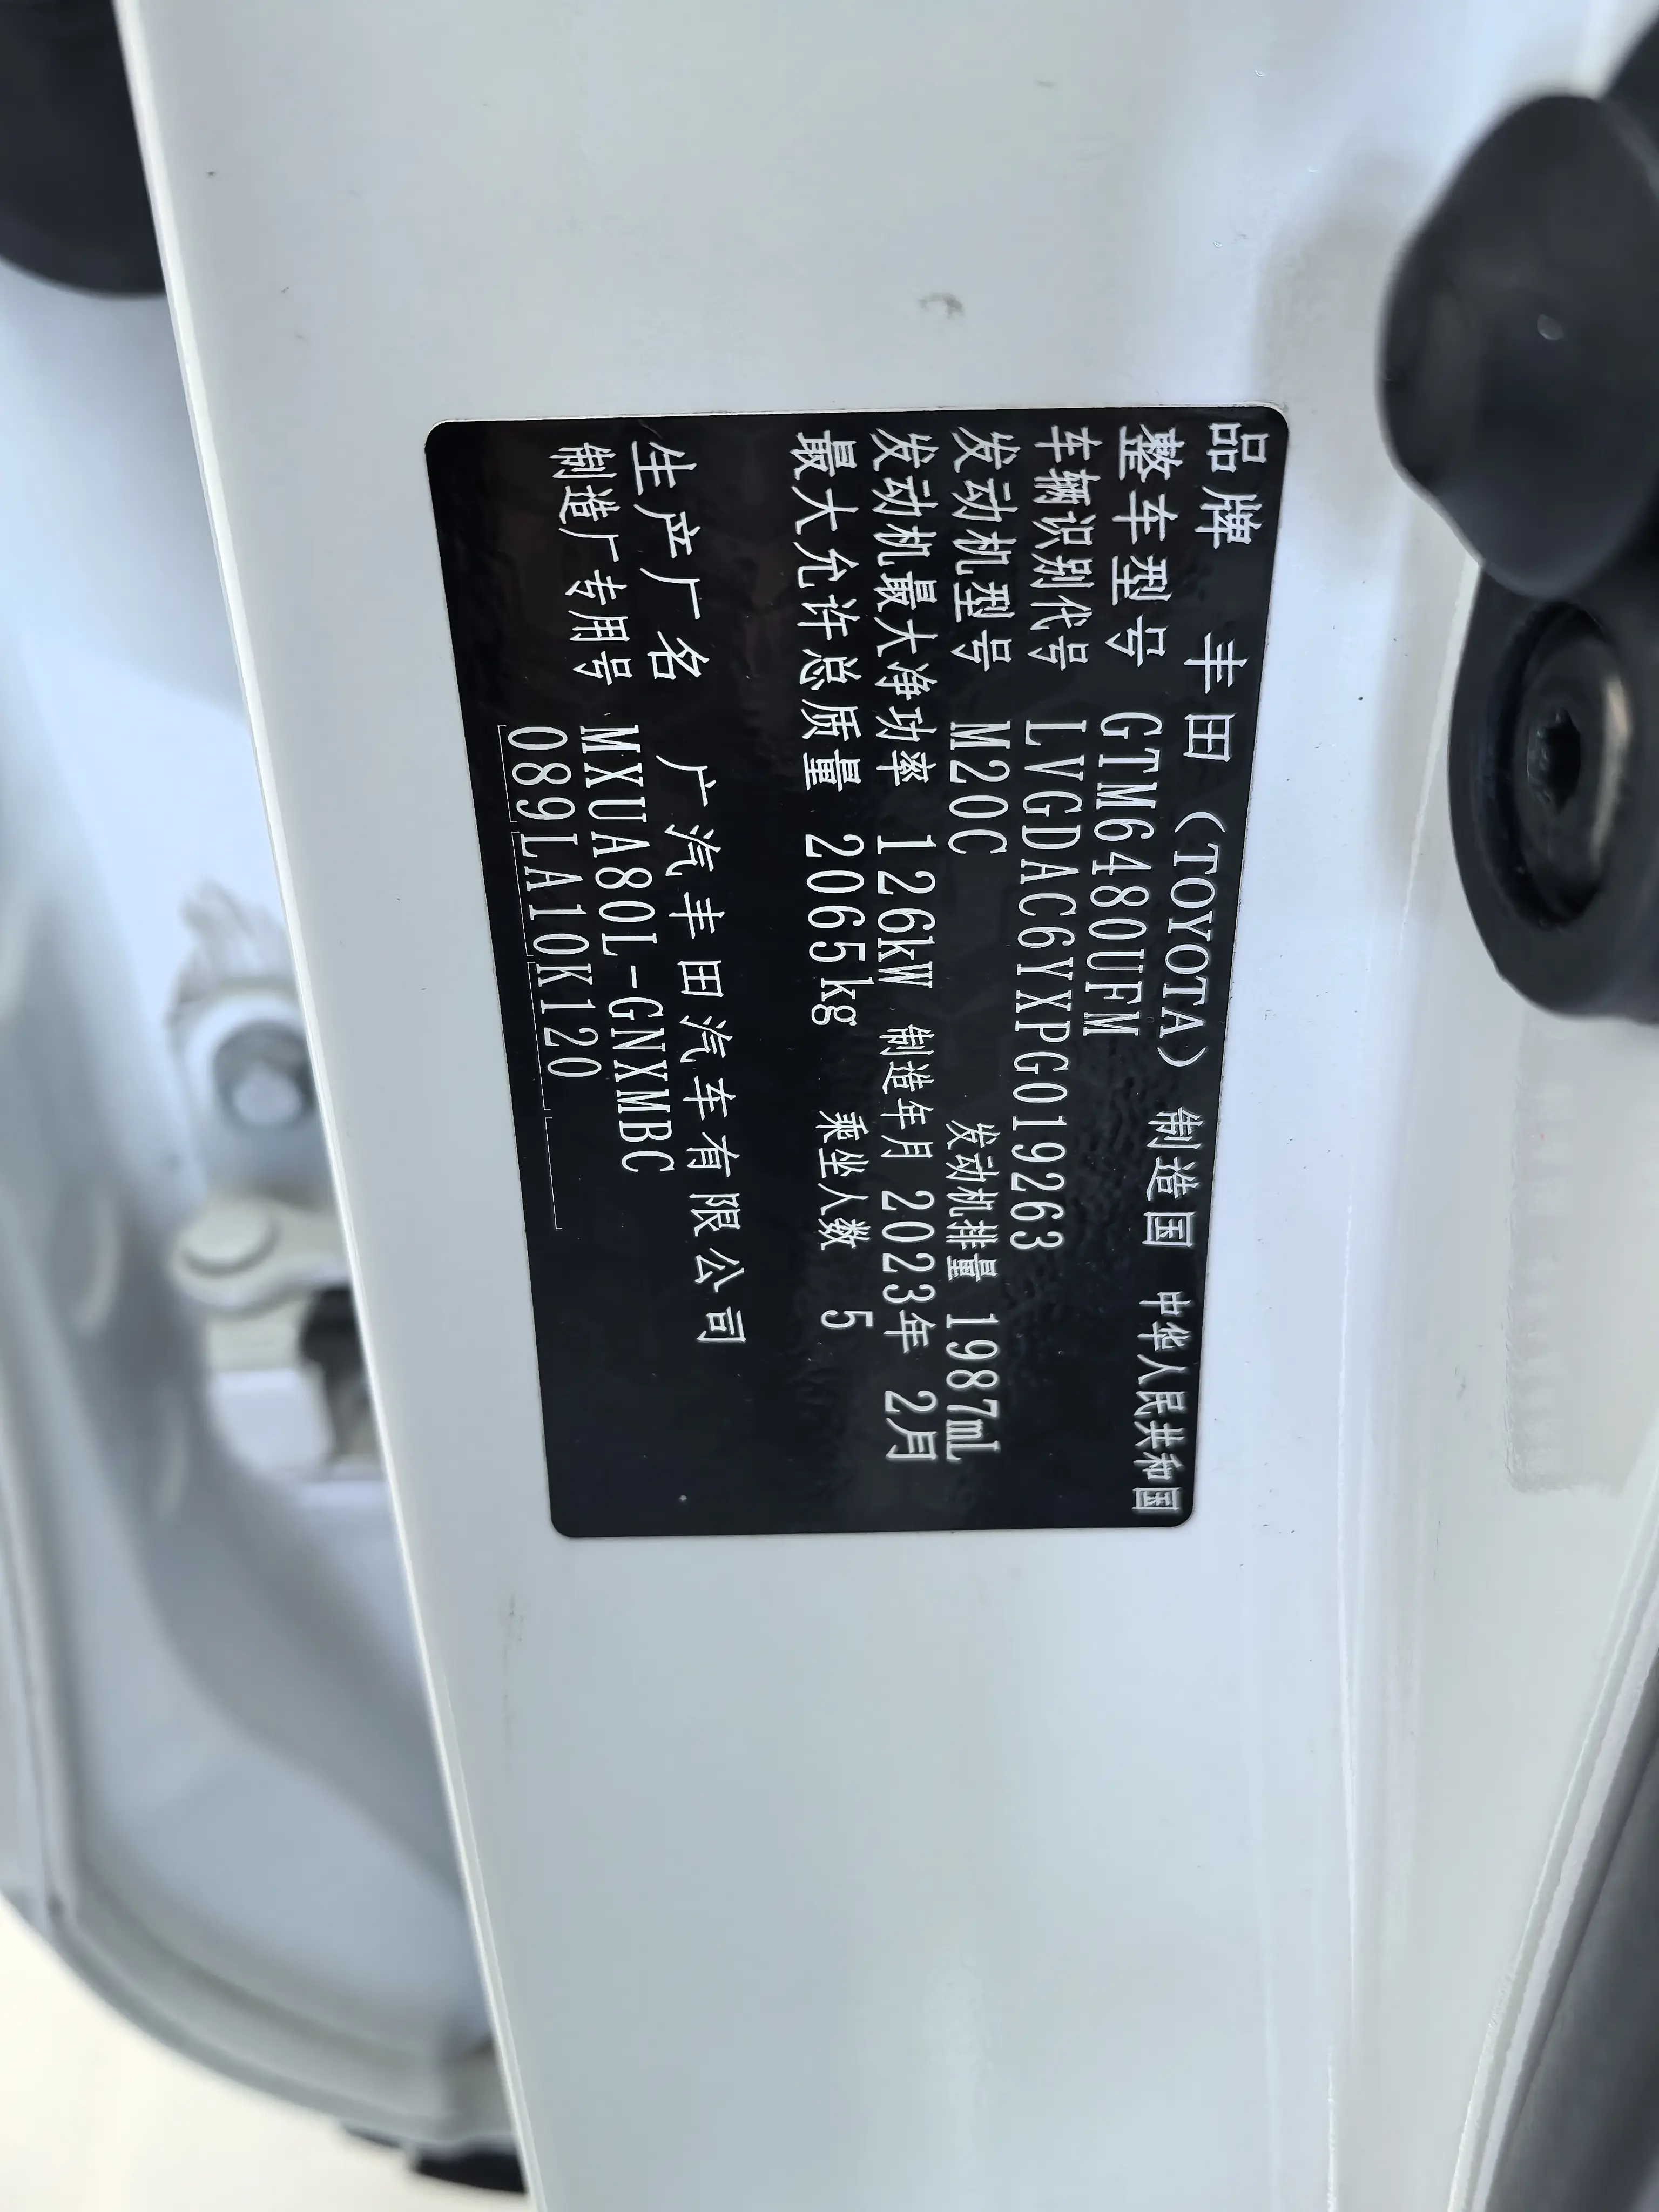 品牌 丰田（TOYOTA） 制造国 中华人民共和国
整车型号 GTM6480UFM
车辆识别代号 LVGDAC6YXPG019263
发动机型号 M20C 发动机排量 1987mL
发动机最大净功率 126kW 制造年月 2023年 2月
最大允许总质量 2065kg 乘坐人数 5
生产厂名 广汽丰田汽车有限公司
制造厂专用号 MXUA80L-GNXMBC
089LA10K120